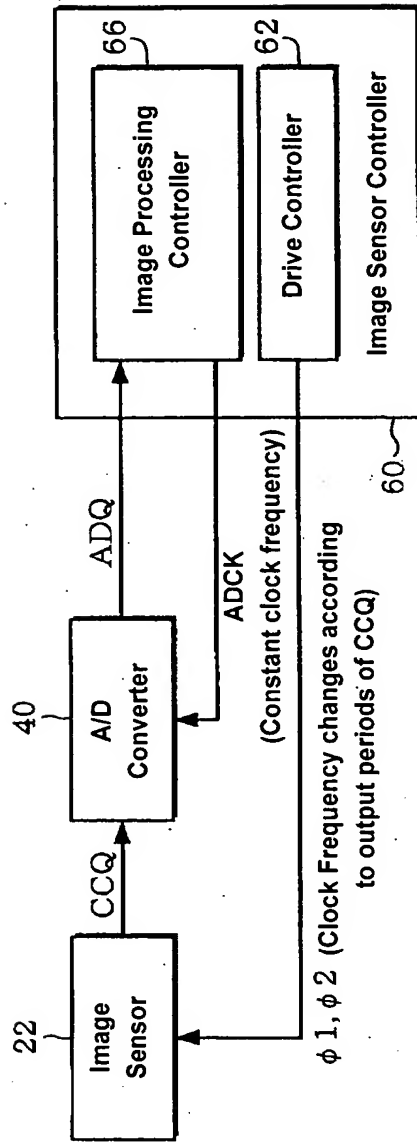 22
Image
Sensor
CCQ
40
A/D
Converter
ADQ
ADCK
(Constant clock frequency)
φ1, φ2 (Clock Frequency changes according
to output periods of CCQ)
66
Image Processing
Controller
62
Drive Controller
Image Sensor Controller
60